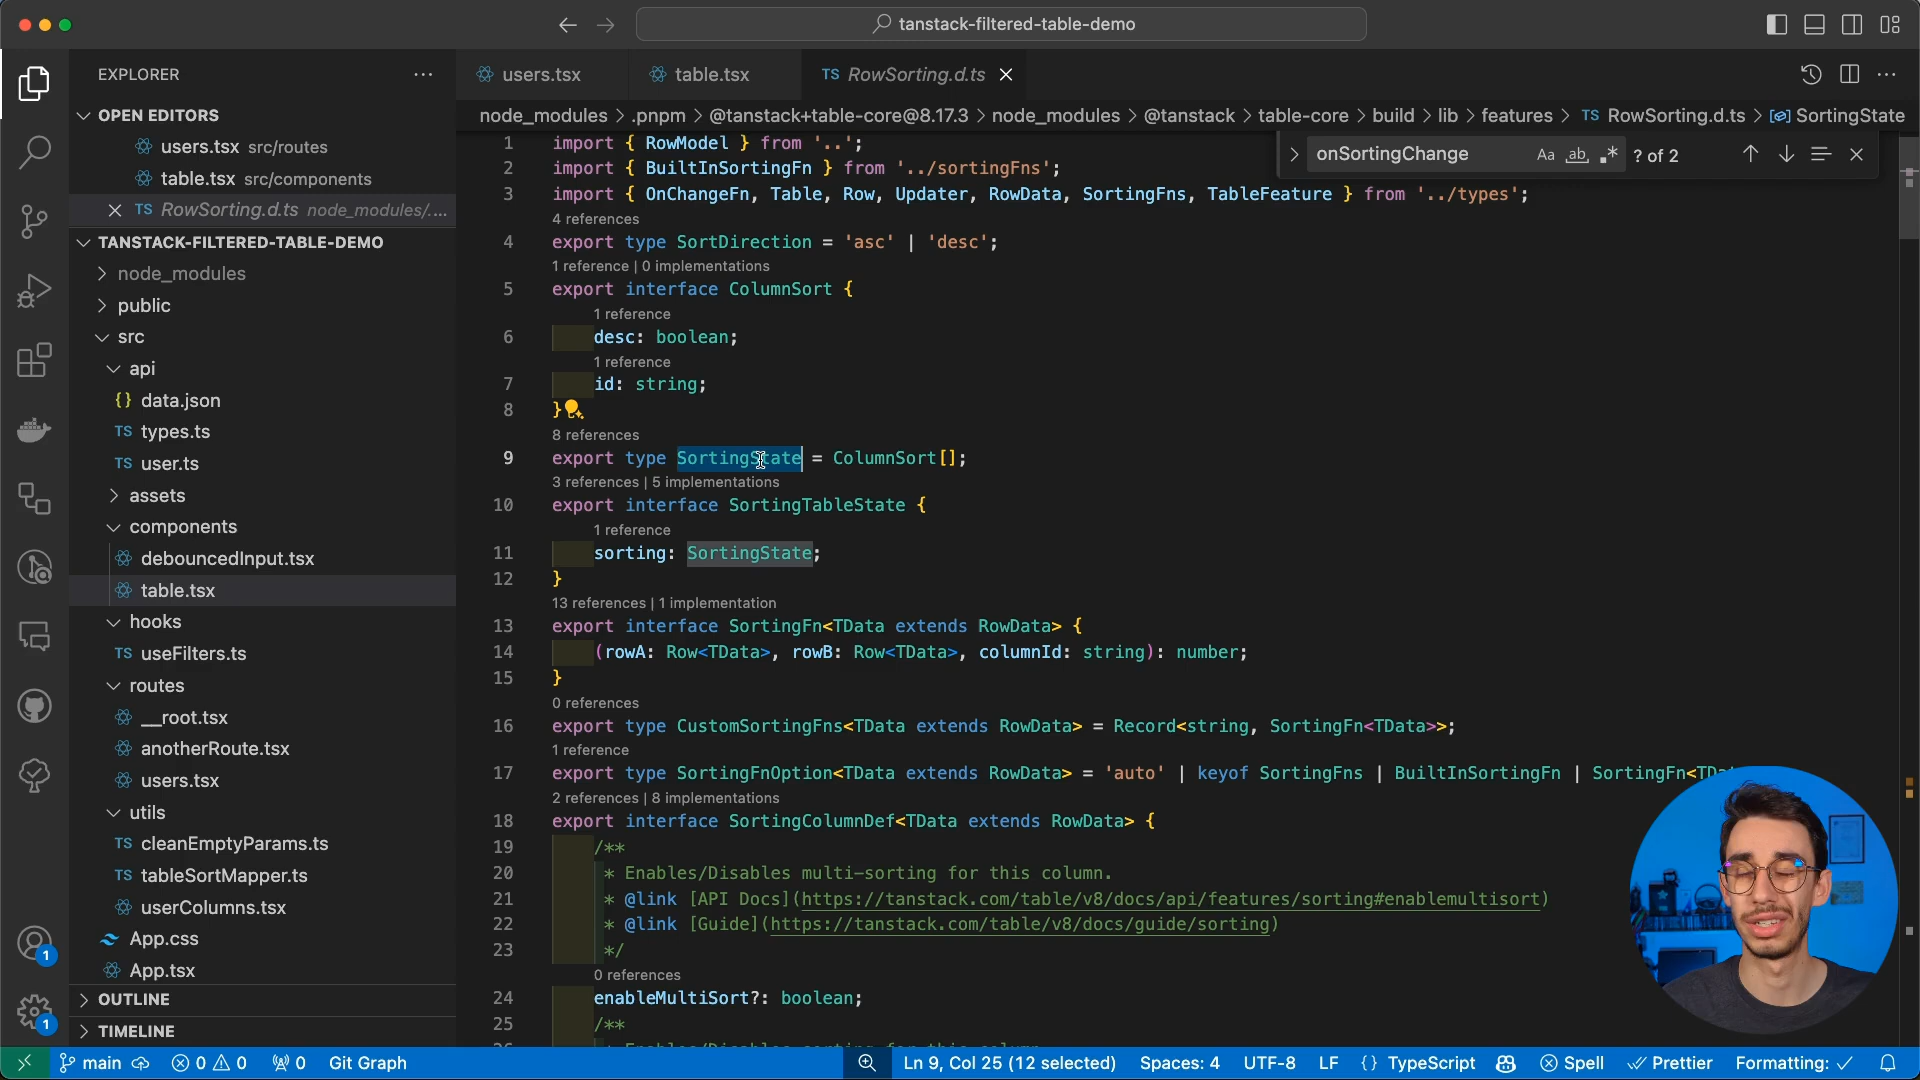 tanstack-filtered-table-demo
EXPLORER
OPEN EDITORS
users.tsx src/routes
table.tsx src/components
TS RowSorting.d.ts node_modules/....
TANSTACK-FILTERED-TABLE-DEMO
node_modules
public
src
api
{} data.json
TS types.ts
TS user.ts
assets
components
debouncedInput.tsx
table.tsx
hooks
TS useFilters.ts
routes
__root.tsx
anotherRoute.tsx
users.tsx
utils
TS cleanEmptyParams.ts
TS tableSortMapper.ts
userColumns.tsx
App.css
App.tsx
OUTLINE
TIMELINE
1
1
users.tsx
table.tsx
TS RowSorting.d.ts
node_modules > .pnpm > @tanstack+table-core@8.17.3 > node_modules > @tanstack > table-core > build > lib > features > TS RowSorting.d.ts > SortingState
onSortingChange Aa ab ? of 2
1 import { RowModel } from '..';
2 import { BuiltInSortingFn } from '../sortingFns';
3 import { OnChangeFn, Table, Row, Updater, RowData, SortingFns, TableFeature } from '../types';
4 references
4 export type SortDirection = 'asc' | 'desc';
1 reference | 0 implementations
5 export interface ColumnSort {
1 reference
6 desc: boolean;
1 reference
7 id: string;
8 }
8 references
9 export type SortingState = ColumnSort[];
3 references | 5 implementations
10 export interface SortingTableState {
1 reference
11 sorting: SortingState;
12 }
13 references | 1 implementation
13 export interface SortingFn<TData extends RowData> {
14 (rowA: Row<TData>, rowB: Row<TData>, columnId: string): number;
15 }
0 references
16 export type CustomSortingFns<TData extends RowData> = Record<string, SortingFn<TData>>;
1 reference
17 export type SortingFnOption<TData extends RowData> = 'auto' | keyof SortingFns | BuiltInSortingFn | SortingFn<TDat
2 references | 8 implementations
18 export interface SortingColumnDef<TData extends RowData> {
19 /**
20 * Enables/Disables multi-sorting for this column.
21 * @link [API Docs](https://tanstack.com/table/v8/docs/api/features/sorting#enablemultisort)
22 * @link [Guide](https://tanstack.com/table/v8/docs/guide/sorting)
23 */
0 references
24 enableMultiSort?: boolean;
25 /**
main 0 0 0 Git Graph Ln 9, Col 25 (12 selected) Spaces: 4 UTF-8 LF {} TypeScript Spell Prettier Formatting: